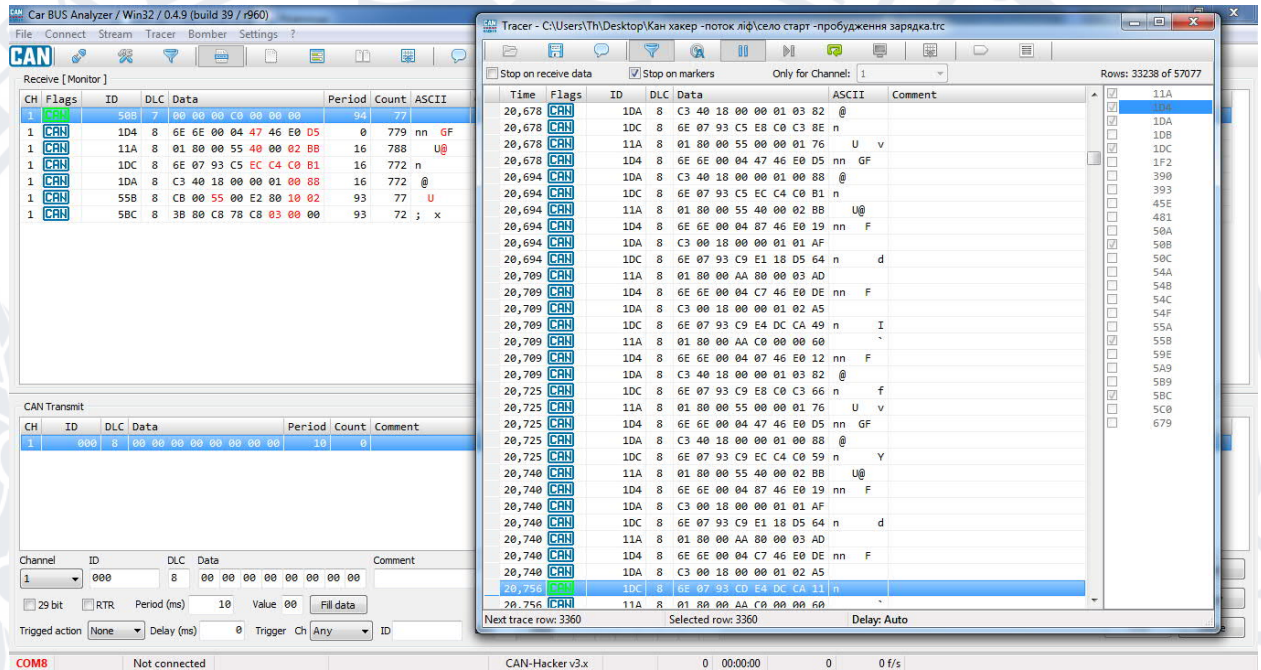 Car BUS Analyzer / Win32 / 0.4.9 (build 39 / r960)
File Connect Stream Tracer Bomber Settings ?
CAN
Receive [ Monitor ]
CH Flags ID DLC Data Period Count ASCII
1 CAN 508 7 00 00 00 C0 00 00 00 94 77
1 CAN 1D4 8 6E 6E 00 04 47 46 E0 D5 0 779 nn GF
1 CAN 11A 8 01 80 00 55 40 00 02 BB 16 788 U@
1 CAN 1DC 8 6E 07 93 C5 EC C4 C0 B1 16 772 n
1 CAN 1DA 8 C3 40 18 00 00 01 00 88 16 772 @
1 CAN 55B 8 CB 00 55 00 E2 80 10 02 93 77 U
1 CAN 5BC 8 3B 80 C8 78 C8 03 00 00 93 72 ; x
CAN Transmit
CH ID DLC Data Period Count Comment
1 000 8 00 00 00 00 00 00 00 00 10 0
Channel ID DLC Data Comment
1 000 8 00 00 00 00 00 00 00 00
29 bit RTR Period (ms) 10 Value 00 Fill data
Trigged action None Delay (ms) 0 Trigger Ch Any ID
COM8 Not connected CAN-Hacker v3.x 0 00:00:00 0 0 f/s
Tracer - C:\Users\Th\Desktop\Кан хакер -поток ліф\село старт -пробудження зарядка.trc
Stop on receive data Stop on markers Only for Channel: 1 Rows: 33238 of 57077
Time Flags ID DLC Data ASCII Comment
20,678 CAN 1DA 8 C3 40 18 00 00 01 03 82 @
20,678 CAN 1DC 8 6E 07 93 C5 E8 C0 C3 8E n
20,678 CAN 11A 8 01 80 00 55 00 00 01 76 U v
20,678 CAN 1D4 8 6E 6E 00 04 47 46 E0 D5 nn GF
20,694 CAN 1DA 8 C3 40 18 00 00 01 00 88 @
20,694 CAN 1DC 8 6E 07 93 C5 EC C4 C0 B1 n
20,694 CAN 11A 8 01 80 00 55 40 00 02 BB U@
20,694 CAN 1D4 8 6E 6E 00 04 87 46 E0 19 nn F
20,694 CAN 1DA 8 C3 00 18 00 00 01 01 AF
20,694 CAN 1DC 8 6E 07 93 C9 E1 18 D5 64 n d
20,709 CAN 11A 8 01 80 00 AA 80 00 03 AD
20,709 CAN 1D4 8 6E 6E 00 04 C7 46 E0 DE nn F
20,709 CAN 1DA 8 C3 00 18 00 00 01 02 A5
20,709 CAN 1DC 8 6E 07 93 C9 E4 DC CA 49 n I
20,709 CAN 11A 8 01 80 00 AA C0 00 00 60 `
20,709 CAN 1D4 8 6E 6E 00 04 07 46 E0 12 nn F
20,709 CAN 1DA 8 C3 40 18 00 00 01 03 82 @
20,725 CAN 1DC 8 6E 07 93 C9 E8 C0 C3 66 n f
20,725 CAN 11A 8 01 80 00 55 00 00 01 76 U v
20,725 CAN 1D4 8 6E 6E 00 04 47 46 E0 D5 nn GF
20,725 CAN 1DA 8 C3 40 18 00 00 01 00 88 @
20,725 CAN 1DC 8 6E 07 93 C9 EC C4 C0 59 n Y
20,740 CAN 11A 8 01 80 00 55 40 00 02 BB U@
20,740 CAN 1D4 8 6E 6E 00 04 87 46 E0 19 nn F
20,740 CAN 1DA 8 C3 00 18 00 00 01 01 AF
20,740 CAN 1DC 8 6E 07 93 C9 E1 18 D5 64 n d
20,740 CAN 11A 8 01 80 00 AA 80 00 03 AD
20,740 CAN 1D4 8 6E 6E 00 04 C7 46 E0 DE nn F
20,740 CAN 1DA 8 C3 00 18 00 00 01 02 A5
20,756 CAN 1DC 8 6E 07 93 CD E4 DC CA 11 n
20,756 CAN 11A 8 01 80 00 AA C0 00 00 60 `
Next trace row: 3360 Selected row: 3360 Delay: Auto
11A
1D4
1DA
1DB
1DC
1F2
390
393
45E
481
50A
50B
50C
54A
54B
54C
54F
55A
55B
59E
5A9
5B9
5BC
5C0
679